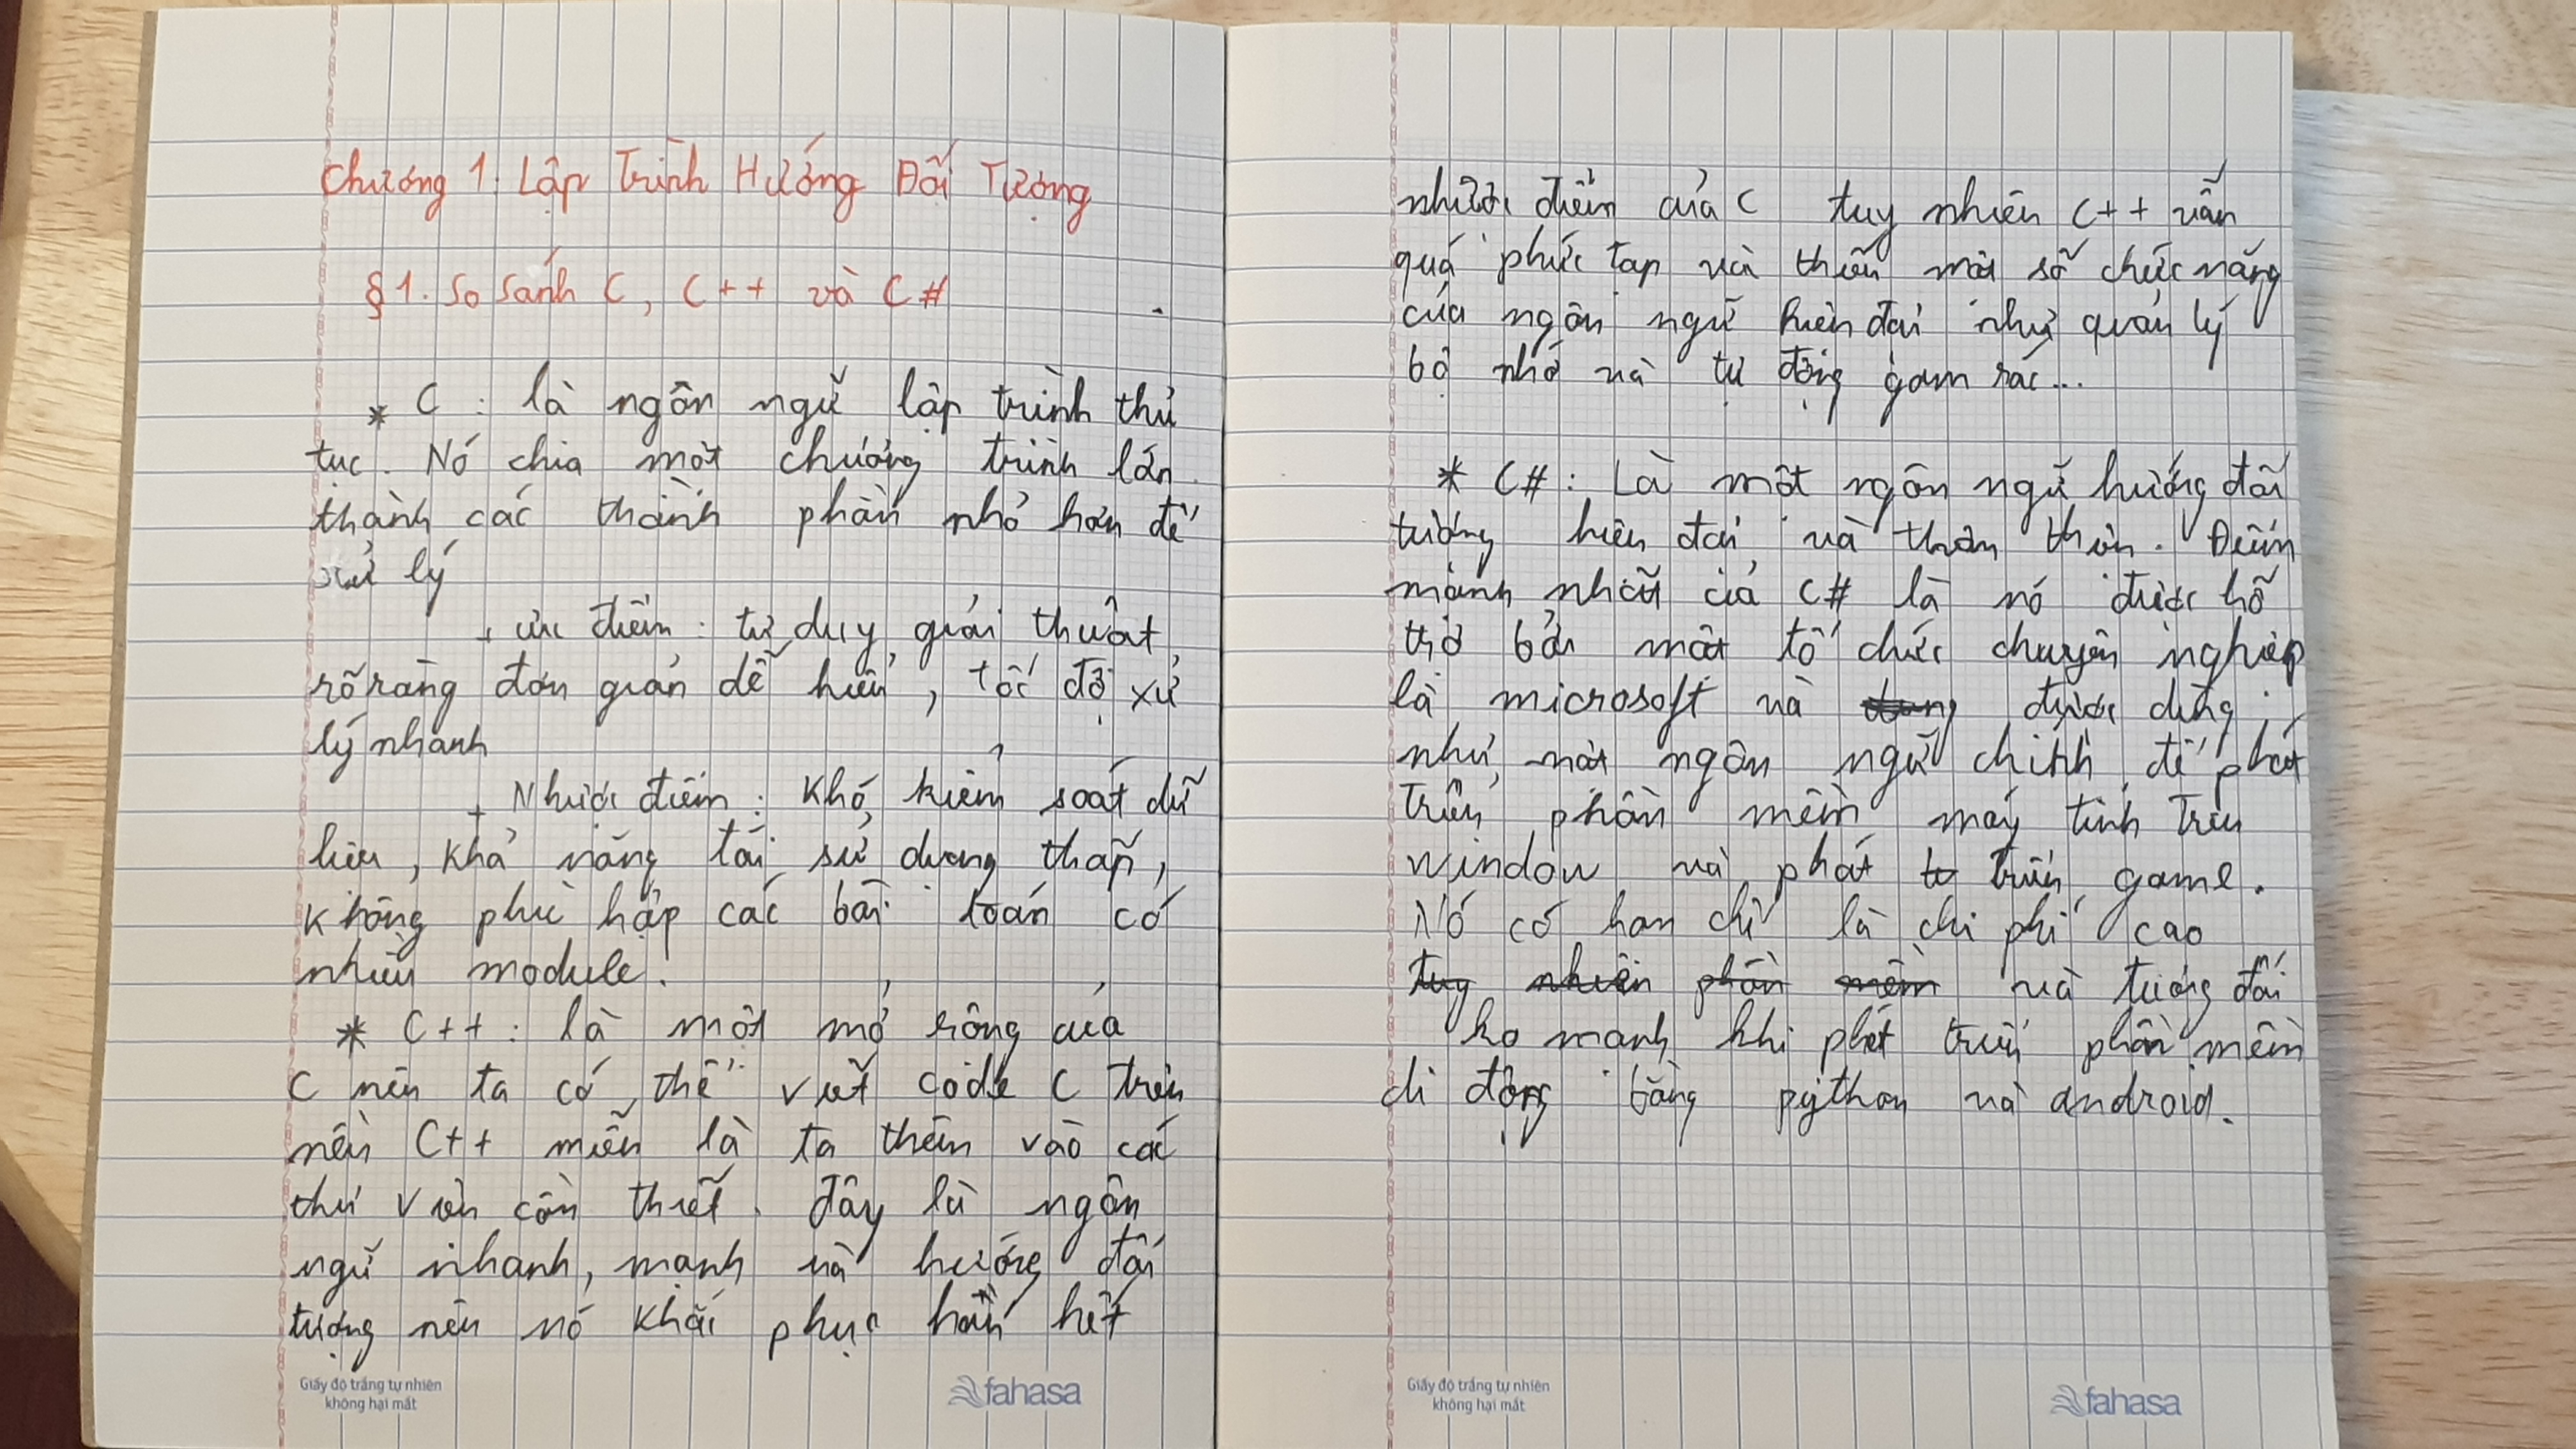 Chương 1. Lập Trình Hướng Đối Tượng
§1. So sánh C, C++ và C#
* C : là ngôn ngữ lập trình thủ
tục. Nó chia một chương trình lớn
thành các thành phần nhỏ hơn để
xử lý
+ ưu điểm : tư duy giải thuật
rõ ràng đơn giản dễ hiểu, tốc độ xử
lý nhanh
+ Nhược điểm : Khó kiểm soát dữ
liệu, khả năng tái sử dụng thấp,
không phù hợp các bài toán có
nhiều module.
* C++ : là một mở rộng của
C nên ta có thể viết code C trên
nền C++ miễn là ta thêm vào các
thư viện cần thiết. Đây là ngôn
ngữ nhanh, mạnh và hướng đối
tượng nên nó khắc phục hầu hết
Giấy độ trắng tự nhiên
không hại mắt
fahasa
nhược điểm của C tuy nhiên C++ vẫn
quá phức tạp và thiếu một số chức năng
của ngôn ngữ hiện đại như quản lý
bộ nhớ và tự động gom rác...
* C# : Là một ngôn ngữ hướng đối
tượng hiện đại và thân thiện. Điểm
mạnh nhất của C# là nó được hỗ
trợ bởi một tổ chức chuyên nghiệp
là microsoft và dung được dùng
như một ngôn ngữ chính để phát
triển phần mềm máy tính trên
window và phát tr triển game.
Nó có hạn chế là chi phí cao
tuy nhiên phần mềm và tương đối
ko mạnh khi phát triển phần mềm
di động bằng python và android.
Giấy độ trắng tự nhiên
không hại mắt
fahasa